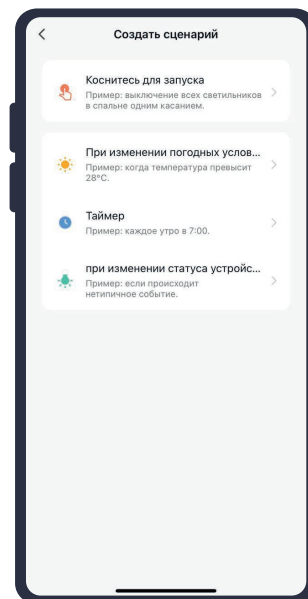 Создать сценарий
Коснитесь для запуска
Пример: выключение всех светильников
в спальне одним касанием.
При изменении погодных услов...
Пример: когда температура превысит
28°C.
Таймер
Пример: каждое утро в 7:00.
при изменении статуса устройс...
Пример: если происходит
нетипичное событие.